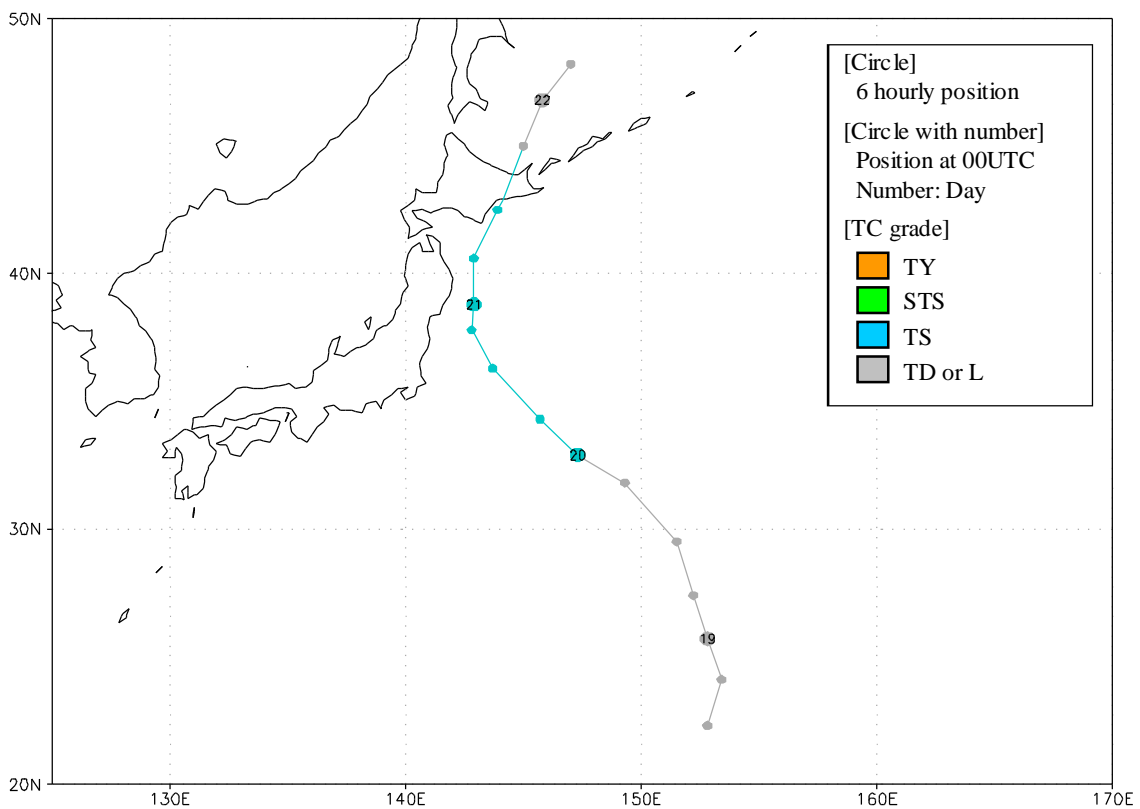 50N
40N
30N
20N
130E
140E
150E
160E
170E
22
21
20
19
[Circle]
6 hourly position
[Circle with number]
Position at 00UTC
Number: Day
[TC grade]
TY
STS
TS
TD or L